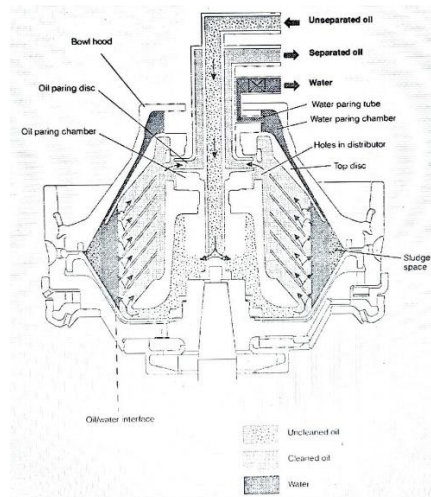 Unseparated oil
Bowl hood
Separated oil
Water
Oil paring disc
Water paring tube
Water paring chamber
Oil paring chamber
Holes in distributor
Top disc
Sludge
space
Oil/water interface
Uncleaned oil
Cleaned oil
Water